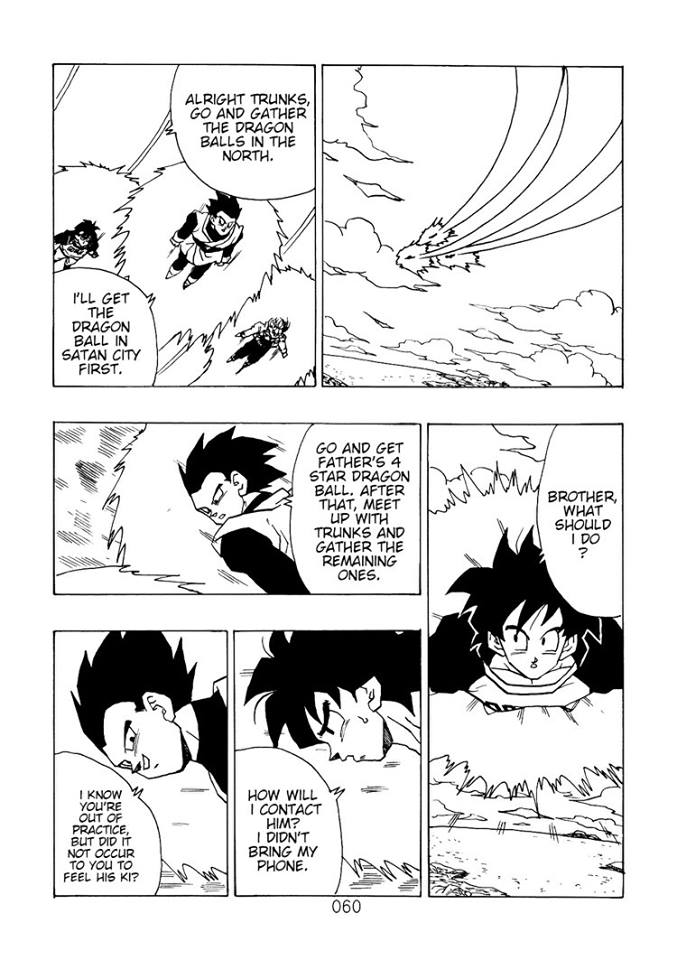 ALRIGHT TRUNKS,
GO AND GATHER
THE DRAGON
BALLS IN THE
NORTH.
I'LL GET
THE
DRAGON
BALL IN
SATAN CITY
FIRST.
BROTHER,
WHAT
SHOULD
I DO
?
GO AND GET
FATHER'S 4
STAR DRAGON
BALL. AFTER
THAT, MEET
UP WITH
TRUNKS AND
GATHER THE
REMAINING
ONES.
HOW WILL
I CONTACT
HIM?
I DIDN'T
BRING MY
PHONE.
I KNOW
YOU'RE
OUT OF
PRACTICE,
BUT DID IT
NOT OCCUR
TO YOU TO
FEEL HIS KI?
060